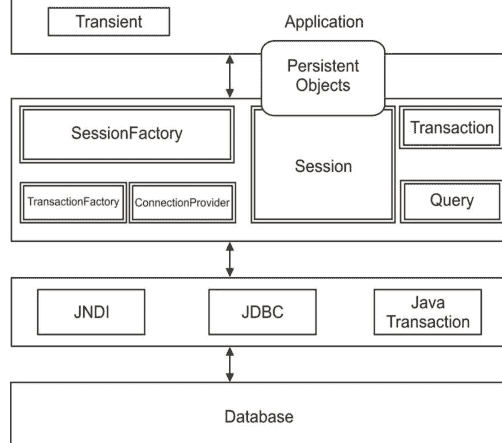 Transient
Application
Persistent
Objects
SessionFactory
Session
Transaction
TransactionFactory
ConnectionProvider
Query
JNDI
JDBC
Java
Transaction
Database